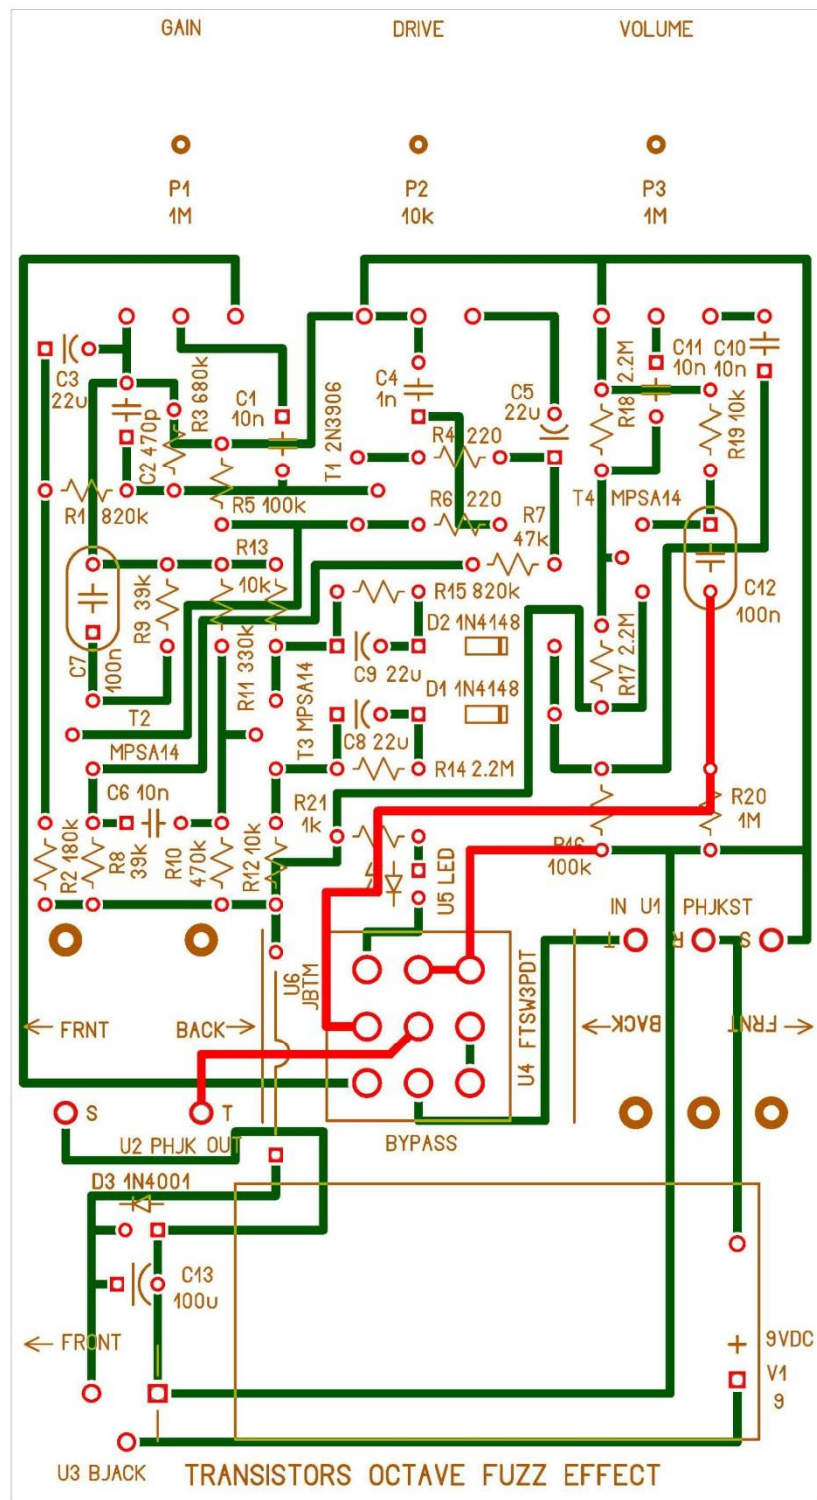 GAIN DRIVE VOLUME
P1 P2 P3
1M 10k 1M
C3
22u
C2 470p
R3 680k
C1
10n
T1 2N3906
C4
1n
C5
22u
R18 2.2M
C11
10n
C10
10n
R19 10k
R1 820k
R5 100k
R4 220
R6 220
R7
47k
T4 MPSA14
C7
100n
R9 39k
R13
10k
R11 330k
R15 820k
D2 1N4148
C9 22u
D1 1N4148
R17 2.2M
C12
100n
T2
MPSA14
T3 MPSA14
C8 22u
R14 2.2M
C6 10n
R21
1k
R2 180k
R8
39k
R10
470k
R12 10k
U5 LED
R16
100k
R20
1M
IN U1 PHJKST
T R S
U6
JBTM
U4 FTSW3PDT
FRNT BACK
BACK FRNT
S T
U2 PHJK OUT
BYPASS
D3 1N4001
C13
100u
FRONT
+ 9VDC
V1
9
U3 BJACK
TRANSISTORS OCTAVE FUZZ EFFECT